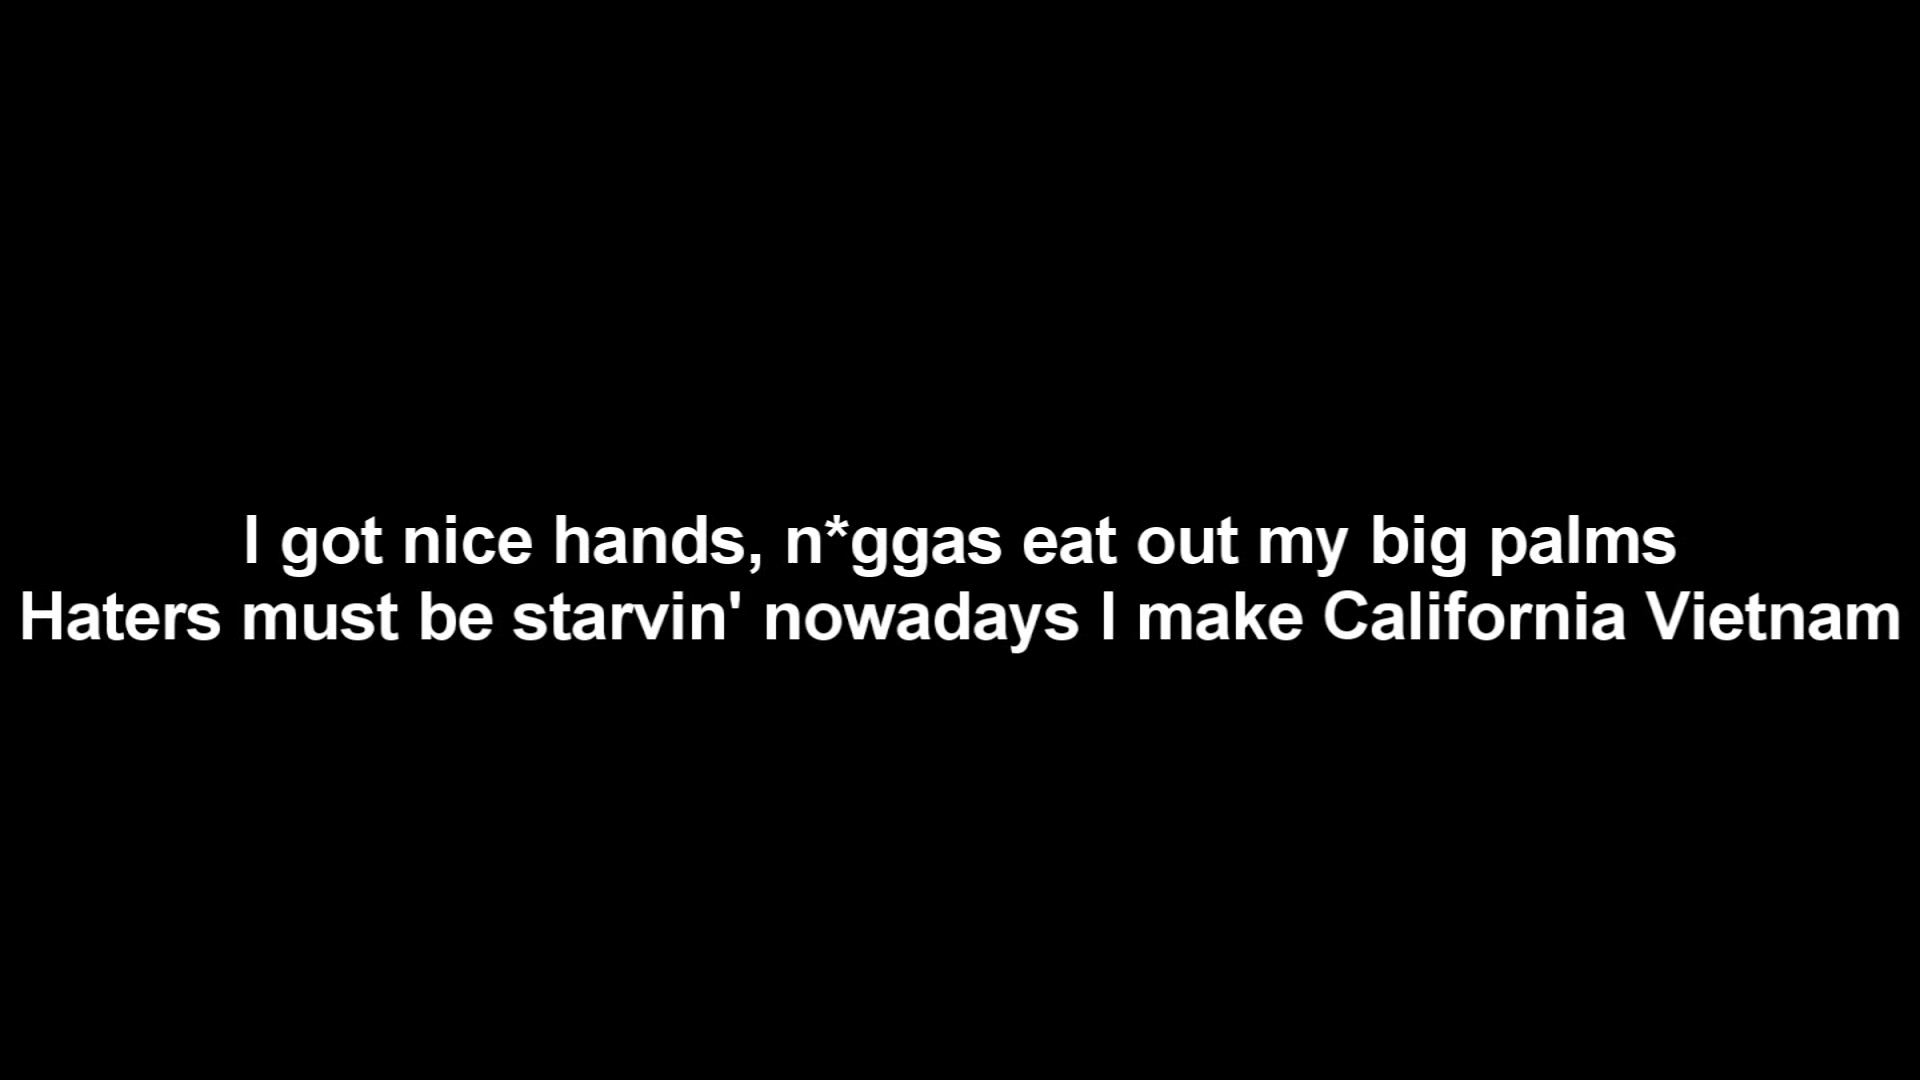 I got nice hands, n*ggas eat out my big palms
Haters must be starvin' nowadays I make California Vietnam